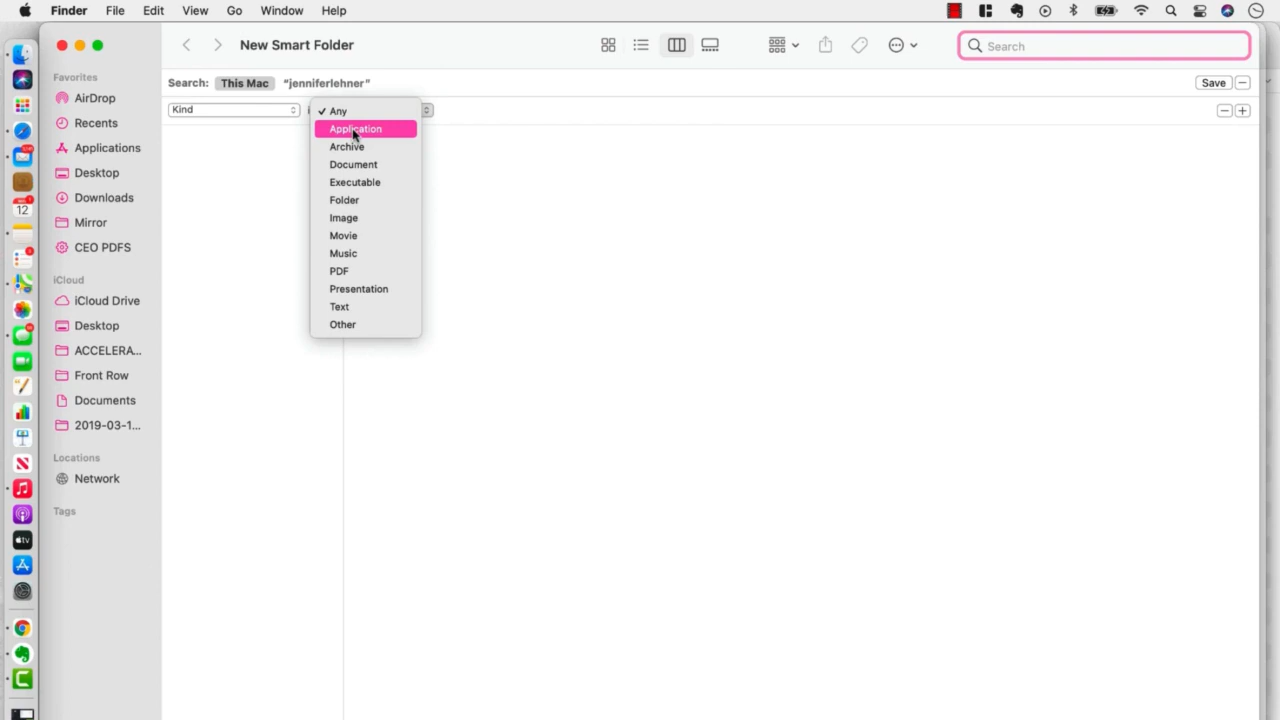 Finder File Edit View Go Window Help
New Smart Folder
Search
Search: This Mac “jenniferlehner” Save
Kind
✓ Any
Application
Archive
Document
Executable
Folder
Image
Movie
Music
PDF
Presentation
Text
Other
Favorites
AirDrop
Recents
Applications
Desktop
Downloads
Mirror
CEO PDFS
iCloud
iCloud Drive
Desktop
ACCELERA...
Front Row
Documents
2019-03-1...
Locations
Network
Tags
12
tv